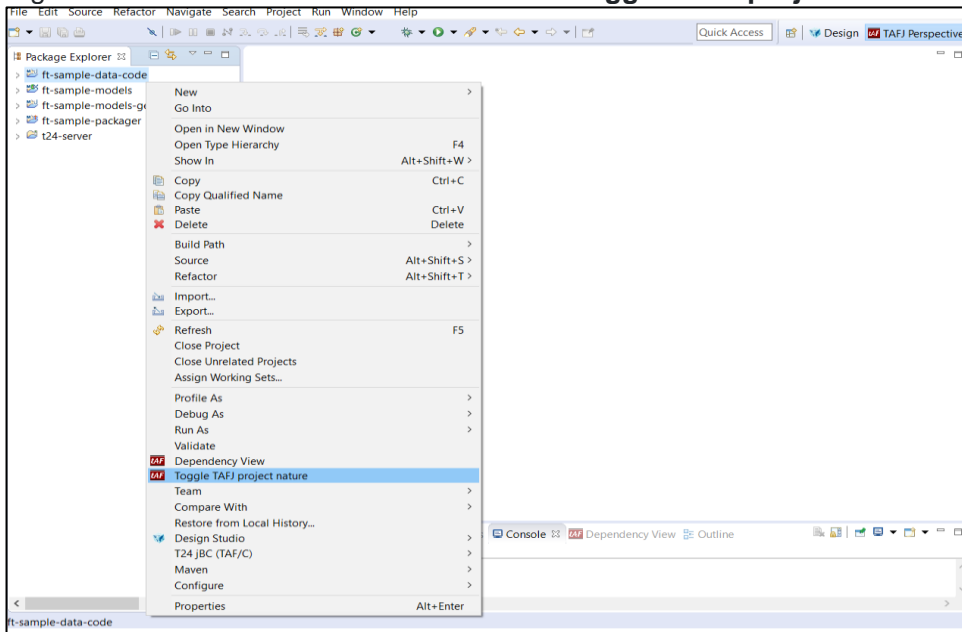 File Edit Source Refactor Navigate Search Project Run Window Help
Quick Access
Design
TAFJ Perspective
Package Explorer
ft-sample-data-code
ft-sample-models
ft-sample-models-ge
ft-sample-packager
t24-server
New
Go Into
Open in New Window
Open Type Hierarchy F4
Show In Alt+Shift+W >
Copy Ctrl+C
Copy Qualified Name
Paste Ctrl+V
Delete Delete
Build Path >
Source Alt+Shift+S >
Refactor Alt+Shift+T >
Import...
Export...
Refresh F5
Close Project
Close Unrelated Projects
Assign Working Sets...
Profile As >
Debug As >
Run As >
Validate
Dependency View
Toggle TAFJ project nature
Team >
Compare With >
Restore from Local History...
Design Studio >
T24 jBC (TAF/C) >
Maven >
Configure >
Properties Alt+Enter
Console
Dependency View
Outline
ft-sample-data-code